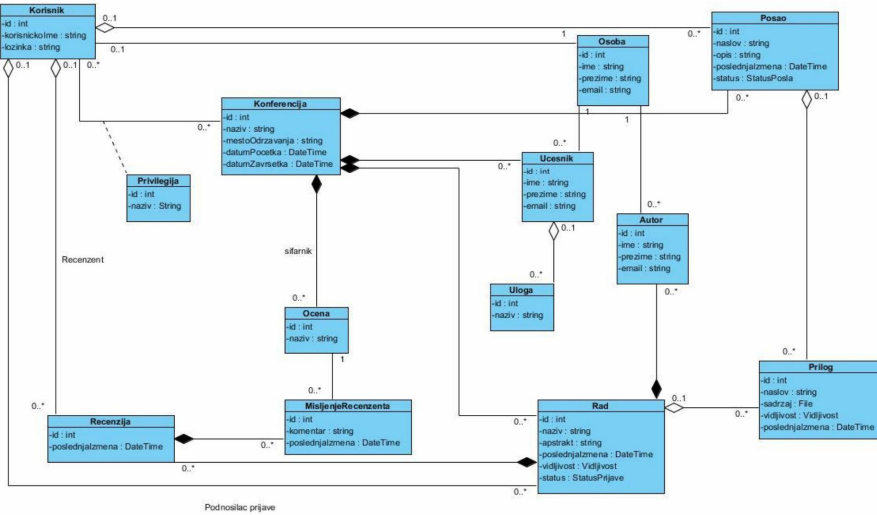 Korisnik
-id : int
-korisnickoIme : string
-lozinka : string
0..1
0..1
0..1
0..1
0..*
1
0..*
Osoba
-id : int
-ime : string
-prezime : string
-email : string
1
1
Posao
-id : int
-naslov : string
-opis : string
-poslednjaIzmena : DateTime
-status : StatusPosla
0..*
0..1
Konferencija
-id : int
-naziv : string
-mestoOdrzavanja : string
-datumPocetka : DateTime
-datumZavrsetka : DateTime
0..*
0..*
Privilegija
-id : int
-naziv : String
Ucesnik
-id : int
-ime : string
-prezime : string
-email : string
0..*
0..1
0..*
Autor
-id : int
-ime : string
-prezime : string
-email : string
0..*
0..*
Recenzent
sifarnik
Uloga
-id : int
-naziv : string
0..*
0..*
Ocena
-id : int
-naziv : string
1
0..*
MisljenjeRecenzenta
-id : int
-komentar : string
-poslednjaIzmena : DateTime
0..*
0..*
Recenzija
-id : int
-poslednjaIzmena : DateTime
0..*
0..*
Rad
-id : int
-naziv : string
-apstrakt : string
-poslednjaIzmena : DateTime
-vidljivost : Vidljivost
-status : StatusPrijave
0..*
0..1
0..*
0..*
Prilog
-id : int
-naslov : string
-sadrzaj : File
-vidljivost : Vidljivost
-poslednjaIzmena : DateTime
0..*
Podnosilac prijave